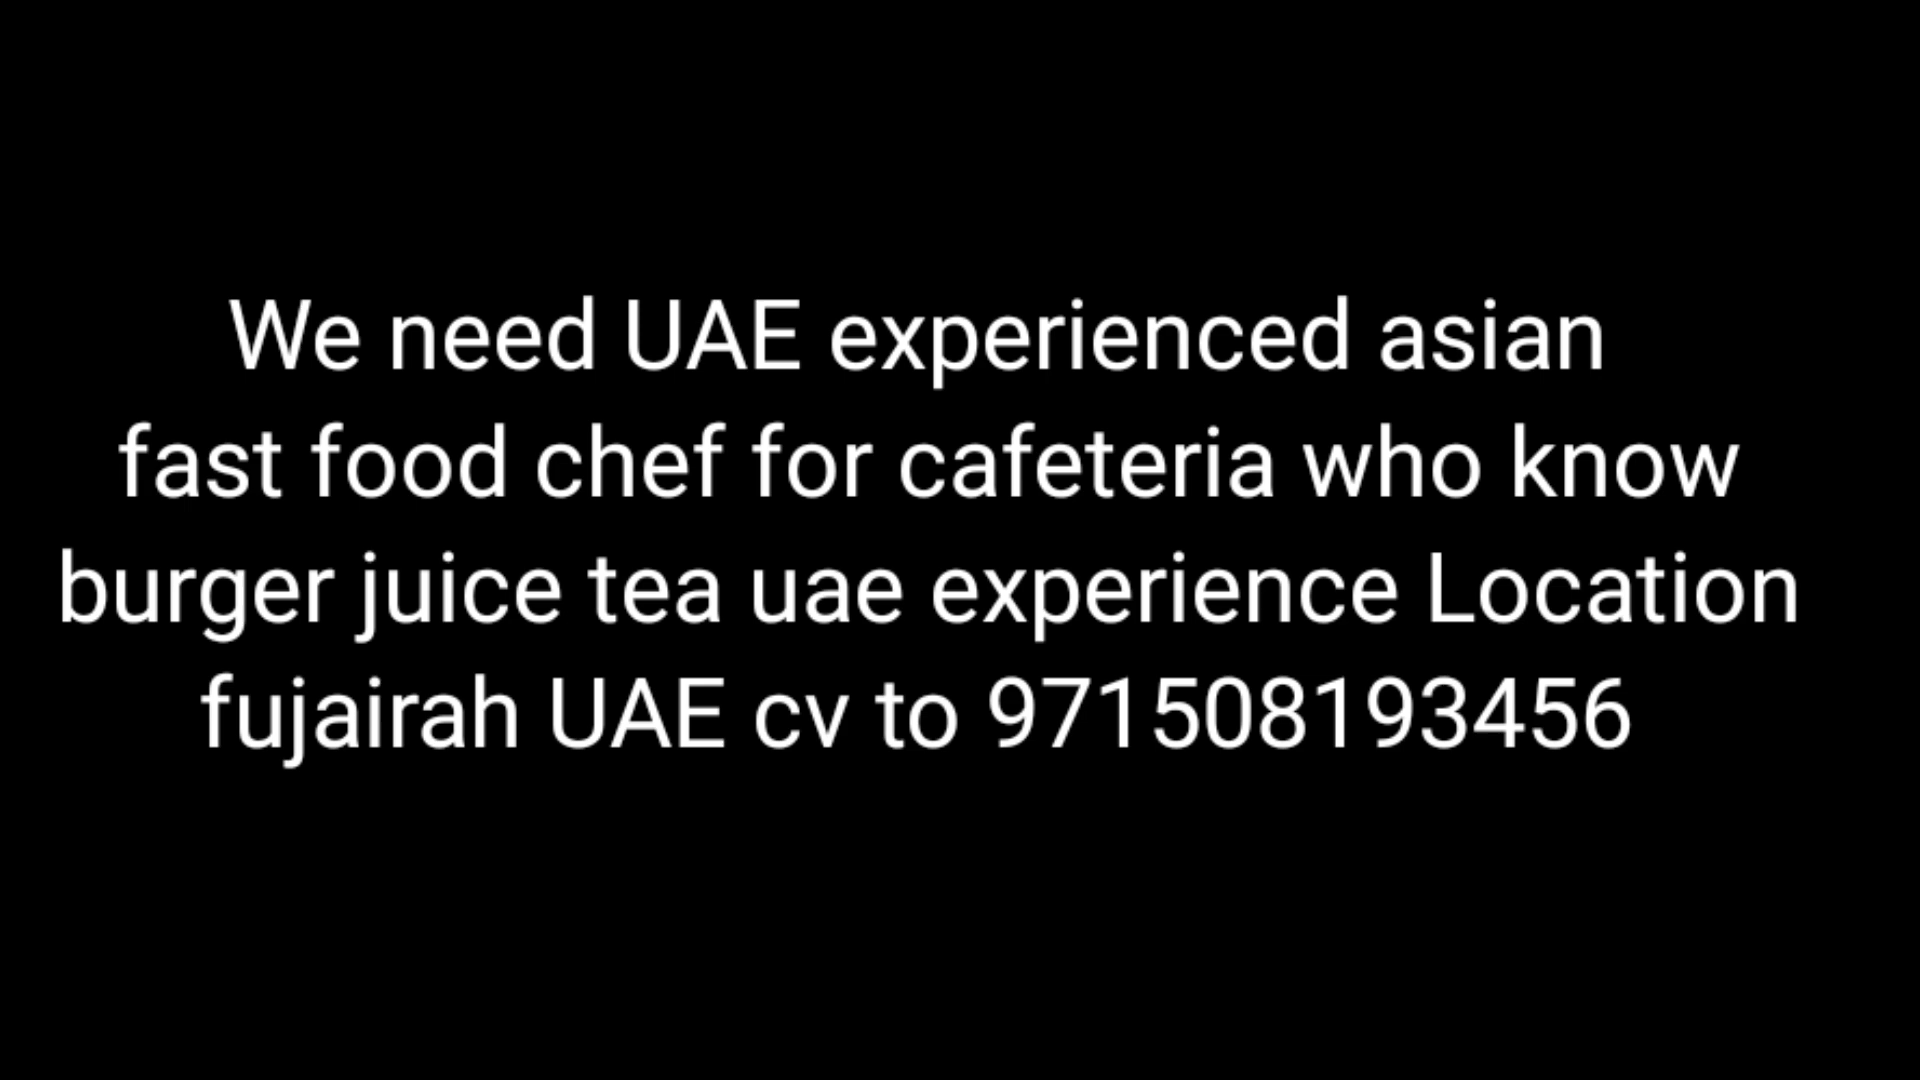 We need UAE experienced asian
fast food chef for cafeteria who know
burger juice tea uae experience Location
fujairah UAE cv to 971508193456